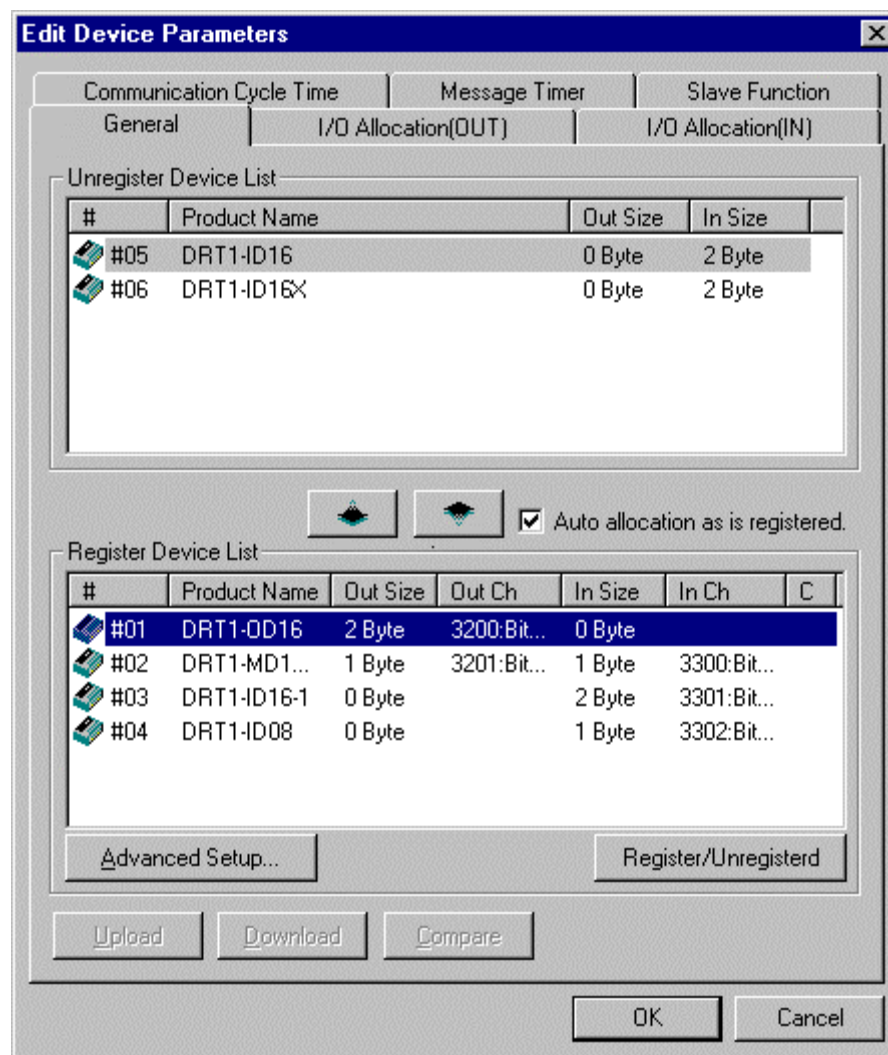 Edit Device Parameters
Communication Cycle Time Message Timer Slave Function
General I/O Allocation(OUT) I/O Allocation(IN)
Unregister Device List
# Product Name Out Size In Size
#05 DRT1-ID16 0 Byte 2 Byte
#06 DRT1-ID16X 0 Byte 2 Byte
Auto allocation as is registered.
Register Device List
# Product Name Out Size Out Ch In Size In Ch C
#01 DRT1-OD16 2 Byte 3200:Bit... 0 Byte
#02 DRT1-MD1... 1 Byte 3201:Bit... 1 Byte 3300:Bit...
#03 DRT1-ID16-1 0 Byte 2 Byte 3301:Bit...
#04 DRT1-ID08 0 Byte 1 Byte 3302:Bit...
Advanced Setup... Register/Unregisterd
Upload Download Compare
OK Cancel